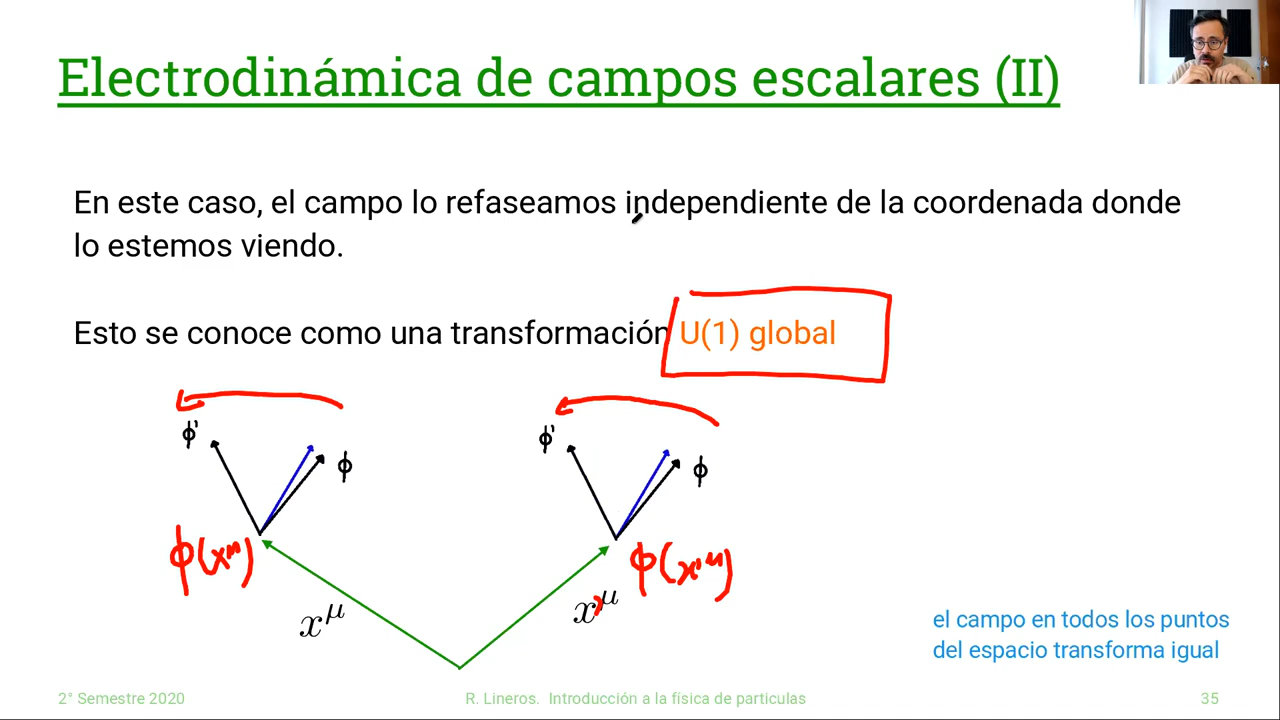 Electrodinámica de campos escalares (II)
En este caso, el campo lo refaseamos independiente de la coordenada donde
lo estemos viendo.
Esto se conoce como una transformación U(1) global
ϕ' ϕ ϕ' ϕ
ϕ(x^μ) ϕ(x'^μ)
x^μ x'^μ
el campo en todos los puntos
del espacio transforma igual
2° Semestre 2020 R. Lineros. Introducción a la física de particulas 35